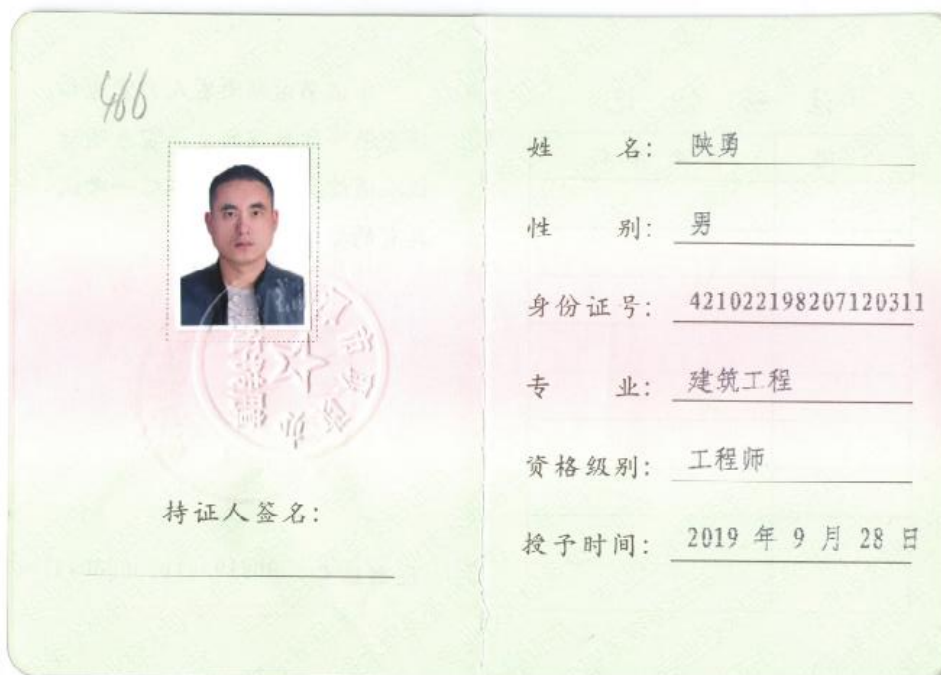 466
持证人签名：
姓　　名： 陕勇
性　　别： 男
身份证号： 421022198207120311
专　　业： 建筑工程
资格级别： 工程师
授予时间： 2019 年 9 月 28 日